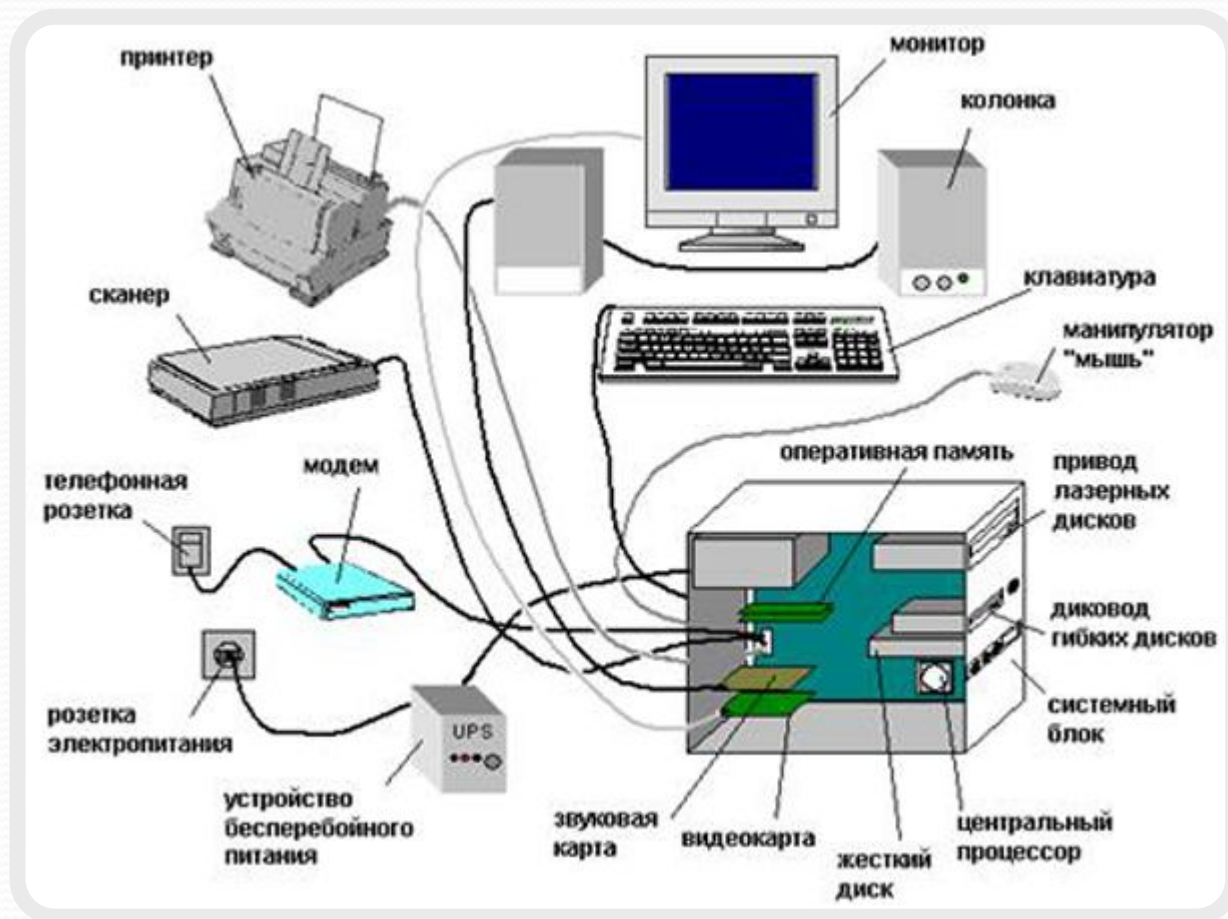 принтер
монитор
колонка
сканер
клавиатура
манипулятор
"мышь"
телефонная
розетка
модем
оперативная память
привод
лазерных
дисков
диковод
гибких дисков
розетка
электропитания
UPS
системный
блок
устройство
бесперебойного
питания
звуковая
карта
видеокарта
жесткий
диск
центральный
процессор